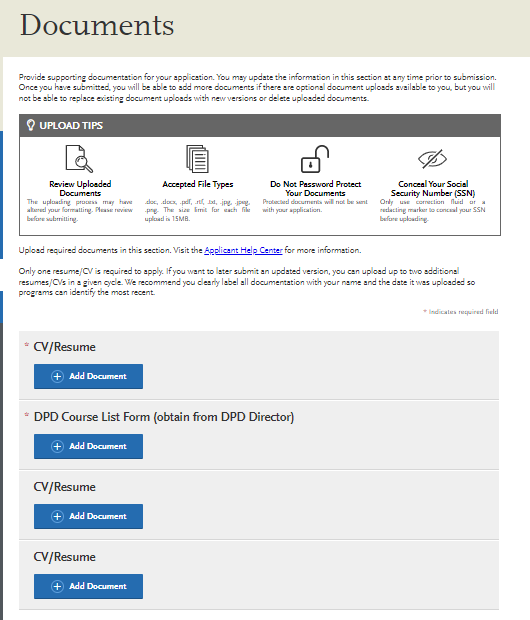 Documents
Provide supporting documentation for your application. You may update the information in this section at any time prior to submission.
Once you have submitted, you will be able to add more documents if there are optional document uploads available to you, but you will
not be able to replace existing document uploads with new versions or delete uploaded documents.
UPLOAD TIPS
Review Uploaded
Documents
The uploading process may have
altered your formatting. Please review
before submitting.
Accepted File Types
.doc, .docx, .pdf, .rtf, .txt, .jpg, .jpeg,
.png. The size limit for each file
upload is 15MB.
Do Not Password Protect
Your Documents
Protected documents will not be sent
with your application.
Conceal Your Social
Security Number (SSN)
Only use correction fluid or a
redacting marker to conceal your SSN
before uploading.
Upload required documents in this section. Visit the Applicant Help Center for more information.
Only one resume/CV is required to apply. If you want to later submit an updated version, you can upload up to two additional
resumes/CVs in a given cycle. We recommend you clearly label all documentation with your name and the date it was uploaded so
programs can identify the most recent.
* Indicates required field
* CV/Resume
Add Document
* DPD Course List Form (obtain from DPD Director)
Add Document
CV/Resume
Add Document
CV/Resume
Add Document